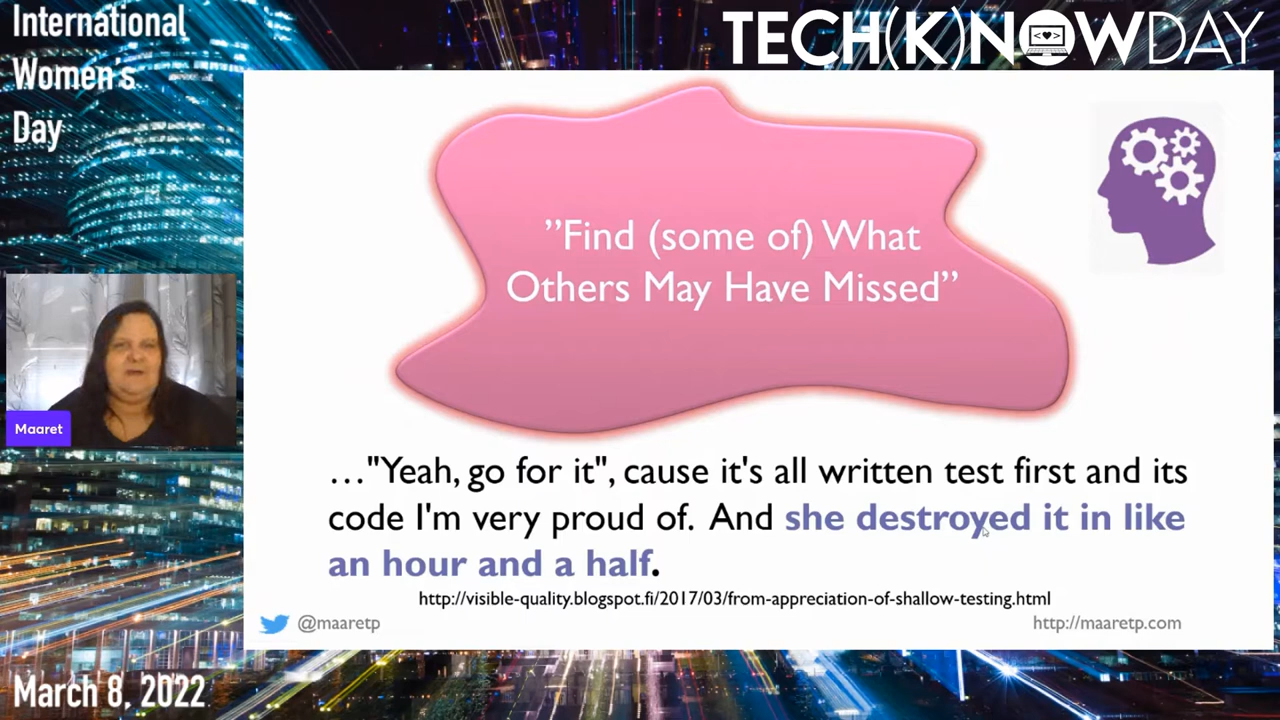 International
Women's
Day
TECH(K)NOWDAY
”Find (some of) What
Others May Have Missed”
Maaret
…"Yeah, go for it", cause it's all written test first and its
code I'm very proud of. And she destroyed it in like
an hour and a half.
http://visible-quality.blogspot.fi/2017/03/from-appreciation-of-shallow-testing.html
@maaretp
http://maaretp.com
March 8, 2022